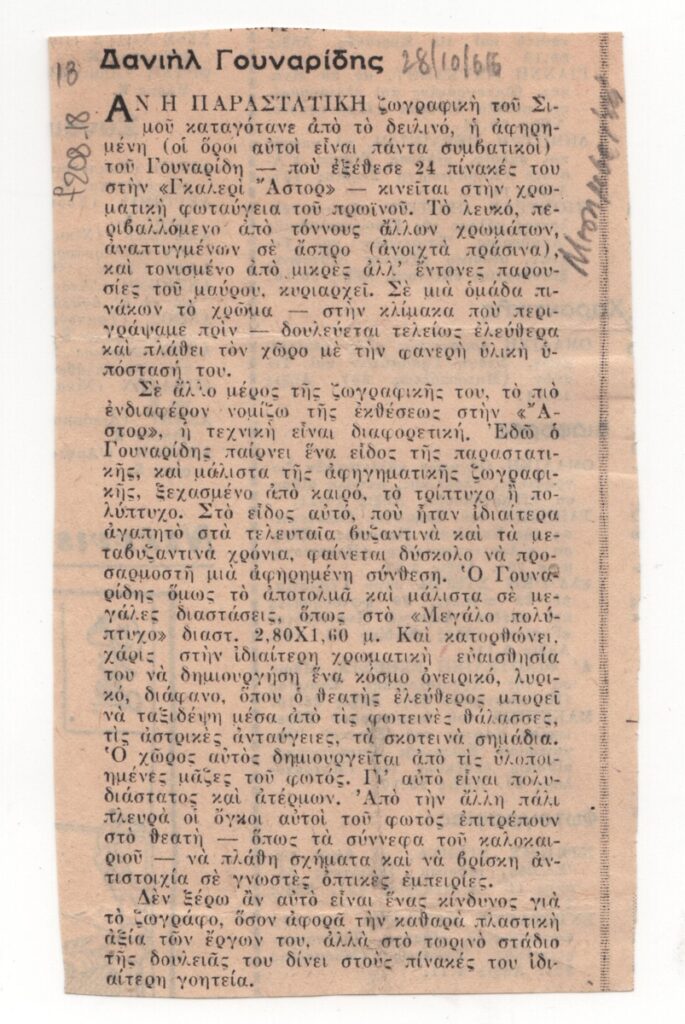 13
Δανιὴλ Γουναρίδης
28/10/66
φ208-18
ΑΝ Η ΠΑΡΑΣΤΑΤΙΚΗ ζωγραφικὴ τοῦ Σι-
μοῦ καταγότανε ἀπὸ τὸ δειλινό, ἡ ἀφηρη-
μένη (οἱ ὅροι αὐτοὶ εἶναι πάντα συμβατικοὶ)
τοῦ Γουναρίδη — ποὺ ἐξέθεσε 24 πίνακές του
στὴν «Γκαλερὶ Ἄστορ» — κινεῖται στὴν χρω-
ματικὴ φωταύγεια τοῦ πρωϊνοῦ. Τὸ λευκό, πε-
ριβαλλόμενο ἀπὸ τόννους ἄλλων χρωμάτων,
ἀναπτυγμένων σὲ ἄσπρο (ἀνοιχτὰ πράσινα),
καὶ τονισμένο ἀπὸ μικρὲς ἀλλ' ἔντονες παρου-
σίες τοῦ μαύρου, κυριαρχεῖ. Σὲ μιὰ ὁμάδα πι-
νάκων τὸ χρῶμα — στὴν κλίμακα ποὺ περι-
γράψαμε πρὶν — δουλεύεται τελείως ἐλεύθερα
καὶ πλάθει τὸν χῶρο μὲ τὴν φανερὴ ὑλικὴ ὑ-
πόστασή του.
Σὲ ἄλλο μέρος τῆς ζωγραφικῆς του, τὸ πιὸ
ἐνδιαφέρον νομίζω τῆς ἐκθέσεως στὴν «Ἄ-
στορ», ἡ τεχνικὴ εἶναι διαφορετική. Ἐδῶ ὁ
Γουναρίδης παίρνει ἕνα εἶδος τῆς παραστατι-
κῆς, καὶ μάλιστα τῆς ἀφηγηματικῆς ζωγραφι-
κῆς, ξεχασμένο ἀπὸ καιρό, τὸ τρίπτυχο ἢ πο-
λύπτυχο. Στὸ εἶδος αὐτό, ποὺ ἦταν ἰδιαίτερα
ἀγαπητὸ στὰ τελευταῖα βυζαντινὰ καὶ τὰ με-
ταβυζαντινὰ χρόνια, φαίνεται δύσκολο νὰ προ-
σαρμοστῆ μιὰ ἀφηρημένη σύνθεση. Ὁ Γουνα-
ρίδης ὅμως τὸ ἀποτολμᾶ καὶ μάλιστα σὲ με-
γάλες διαστάσεις, ὅπως στὸ «Μεγάλο πολύ-
πτυχο» διαστ. 2,80Χ1,60 μ. Καὶ κατορθώνει,
χάρις στὴν ἰδιαίτερη χρωματικὴ εὐαισθησία
του νὰ δημιουργήση ἕνα κόσμο ὀνειρικό, λυρι-
κό, διάφανο, ὅπου ὁ θεατὴς ἐλεύθερος μπορεῖ
νὰ ταξιδέψη μέσα ἀπὸ τὶς φωτεινὲς θάλασσες,
τὶς ἀστρικὲς ἀνταύγειες, τὰ σκοτεινὰ σημάδια.
Ὁ χῶρος αὐτὸς δημιουργεῖται ἀπὸ τὶς ὑλοποι-
ημένες μᾶζες τοῦ φωτός. Γι' αὐτὸ εἶναι πολυ-
διάστατος καὶ ἀτέρμων. Ἀπὸ τὴν ἄλλη πάλι
πλευρὰ οἱ ὄγκοι αὐτοὶ τοῦ φωτὸς ἐπιτρέπουν
στὸ θεατὴ — ὅπως τὰ σύννεφα τοῦ καλοκαι-
ριοῦ — νὰ πλάθη σχήματα καὶ νὰ βρίσκη ἀν-
τιστοιχία σὲ γνωστὲς ὀπτικὲς ἐμπειρίες.
Δὲν ξέρω ἂν αὐτὸ εἶναι ἕνας κίνδυνος γιὰ
τὸ ζωγράφο, ὅσον ἀφορᾶ τὴν καθαρὰ πλαστικὴ
ἀξία τῶν ἔργων του, ἀλλὰ στὸ τωρινὸ στάδιο
τῆς δουλειᾶς του δίνει στοὺς πίνακές του ἰδι-
αίτερη γοητεία.